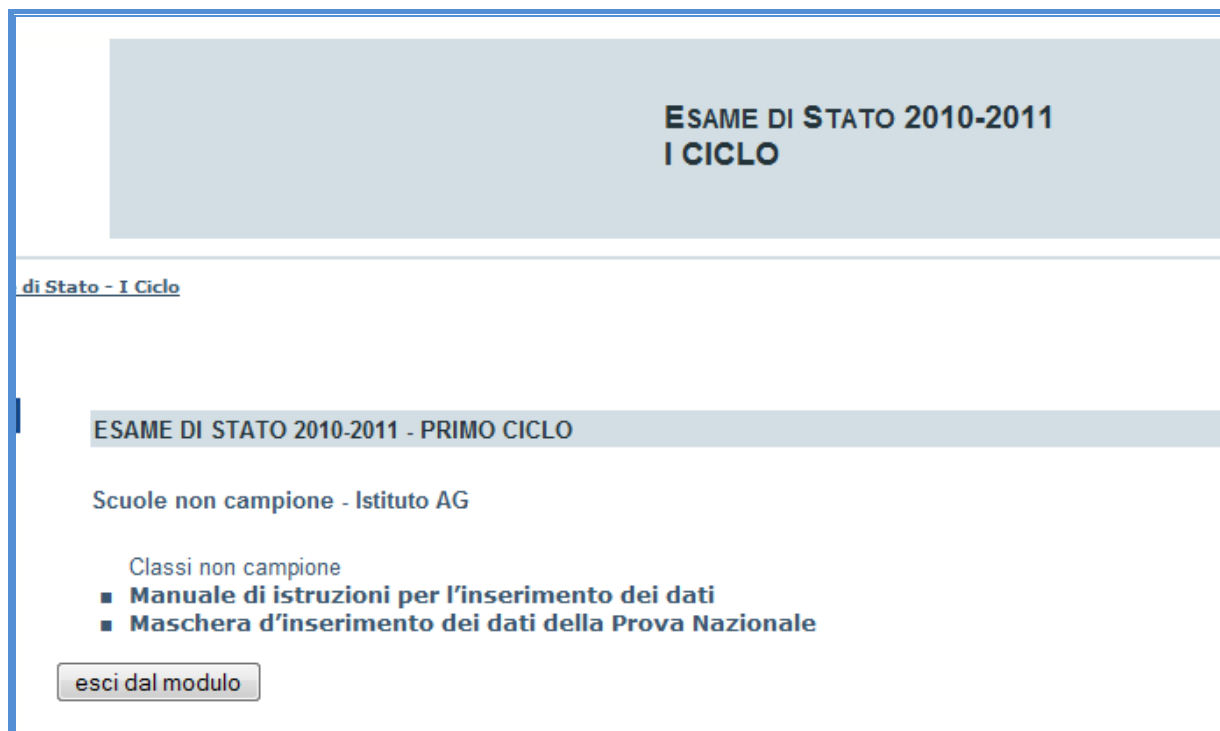 ESAME DI STATO 2010-2011
I CICLO
di Stato - I Ciclo
ESAME DI STATO 2010-2011 - PRIMO CICLO
Scuole non campione - Istituto AG
Classi non campione
▪ Manuale di istruzioni per l'inserimento dei dati
▪ Maschera d'inserimento dei dati della Prova Nazionale
esci dal modulo